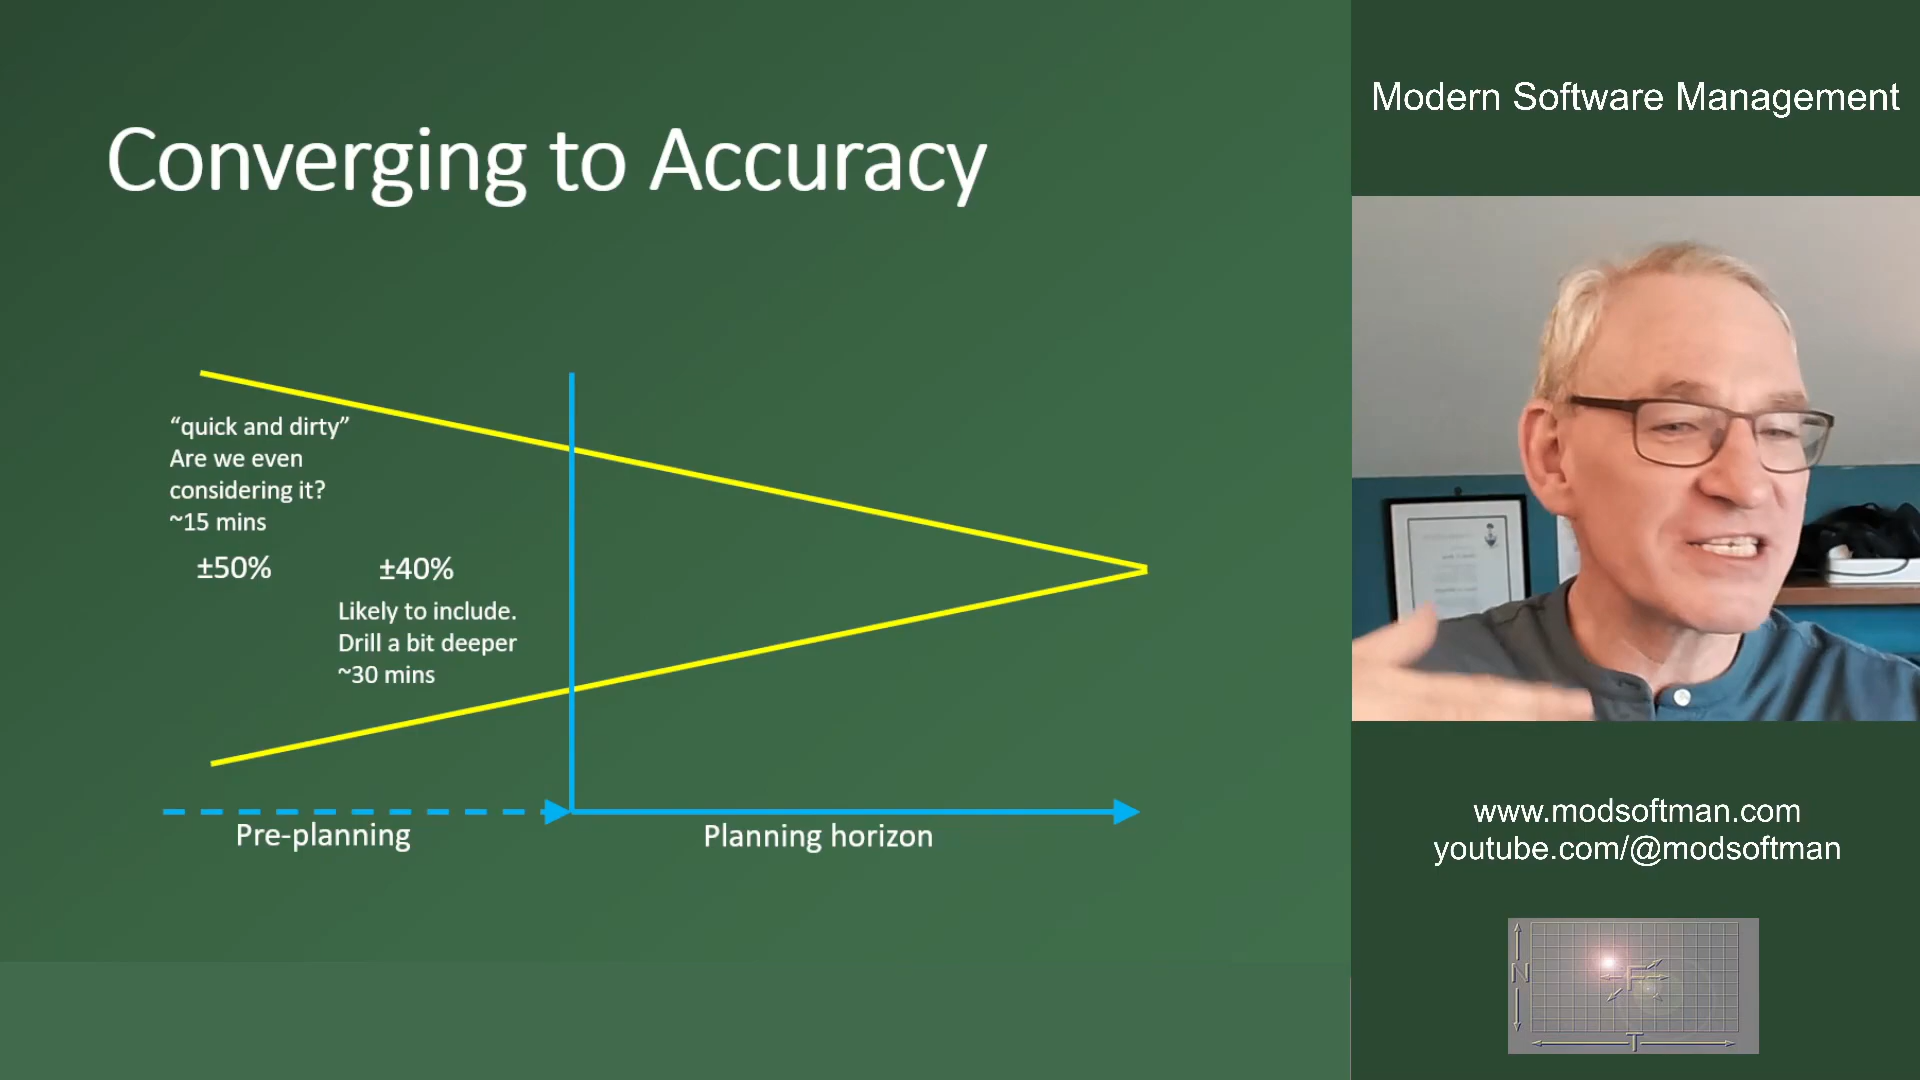 Converging to Accuracy
“quick and dirty”
Are we even
considering it?
~15 mins
±50%
±40%
Likely to include.
Drill a bit deeper
~30 mins
Pre-planning
Planning horizon
Modern Software Management
www.modsoftman.com
youtube.com/@modsoftman
N
F
T